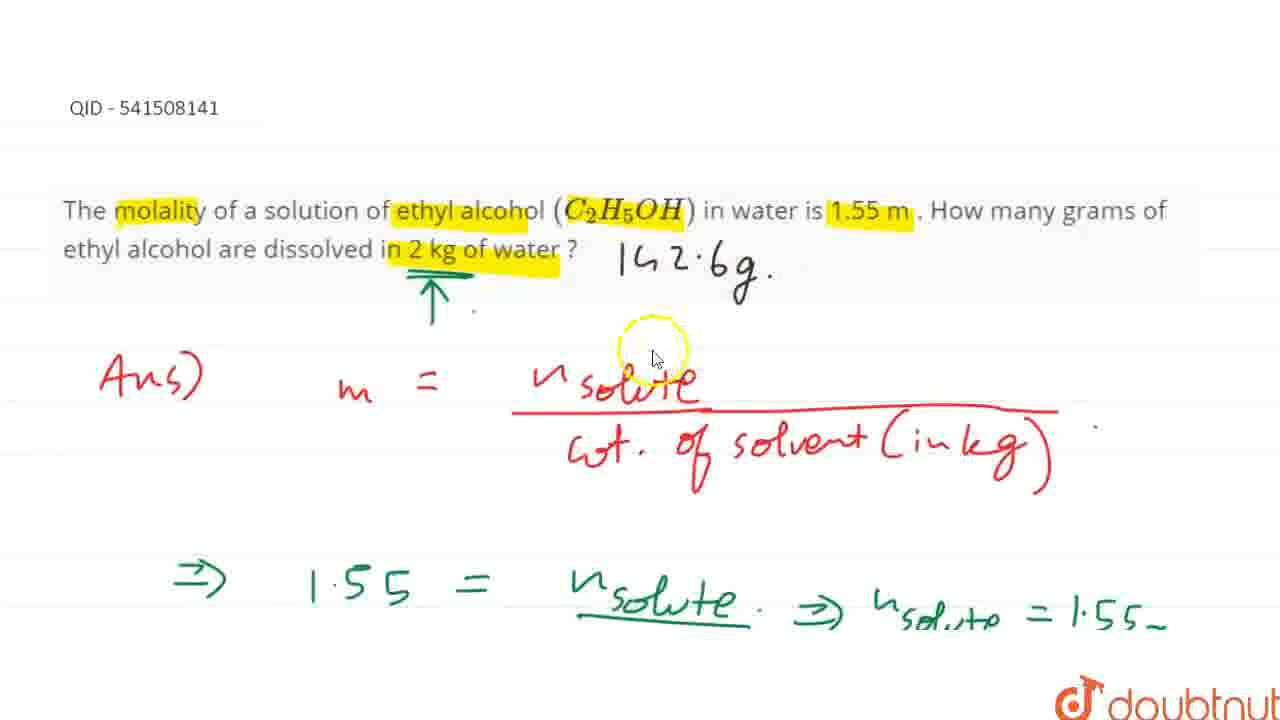 QID - 541508141
The molality of a solution of ethyl alcohol (C₂H₅OH) in water is 1.55 m . How many grams of
ethyl alcohol are dissolved in 2 kg of water ?
142.6g.
Ans) m = n solute
wt. of solvent (in kg)
⇒ 1.55 = n solute . ⇒ n solute = 1.55
doubtnut